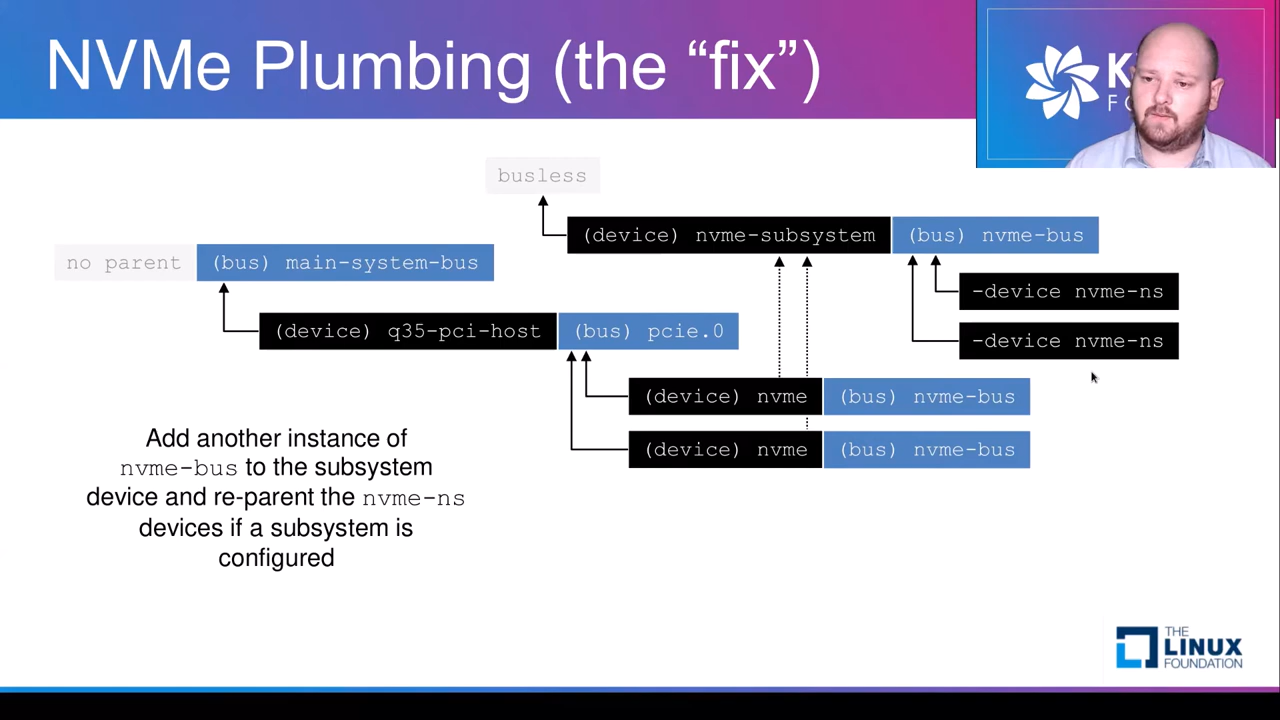 NVMe Plumbing (the “fix”)
K
FO
busless
(device) nvme-subsystem (bus) nvme-bus
no parent (bus) main-system-bus
-device nvme-ns
(device) q35-pci-host (bus) pcie.0
-device nvme-ns
(device) nvme (bus) nvme-bus
(device) nvme (bus) nvme-bus
Add another instance of
nvme-bus to the subsystem
device and re-parent the nvme-ns
devices if a subsystem is
configured
THE
LINUX
FOUNDATION